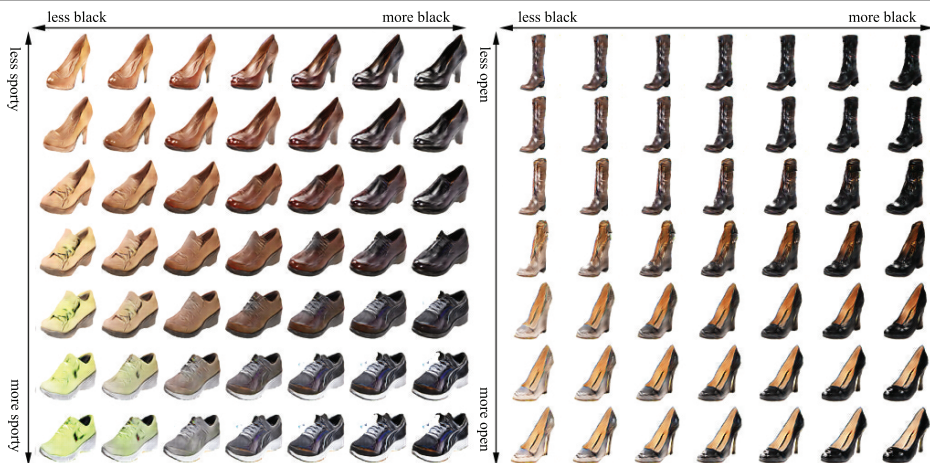 less black
more black
less sporty
more sporty
less black
more black
less open
more open